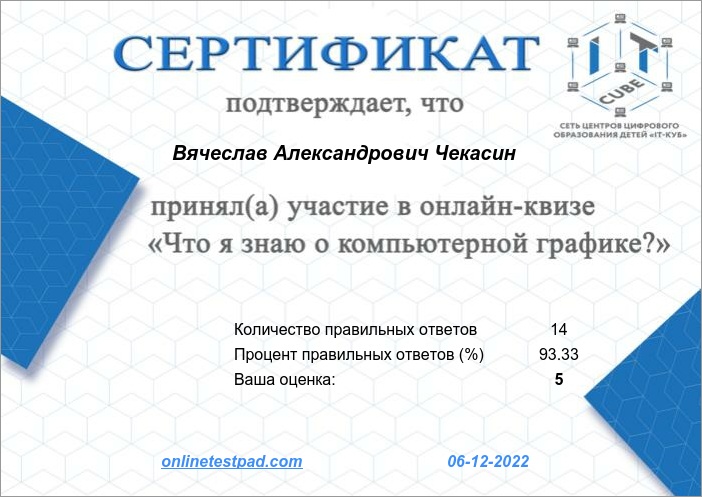 СЕРТИФИКАТ
IT
CUBE
СЕТЬ ЦЕНТРОВ ЦИФРОВОГО
ОБРАЗОВАНИЯ ДЕТЕЙ «IT-КУБ»
подтверждает, что
Вячеслав Александрович Чекасин
принял(а) участие в онлайн-квизе
«Что я знаю о компьютерной графике?»
Количество правильных ответов 14
Процент правильных ответов (%) 93.33
Ваша оценка: 5
onlinetestpad.com 06-12-2022